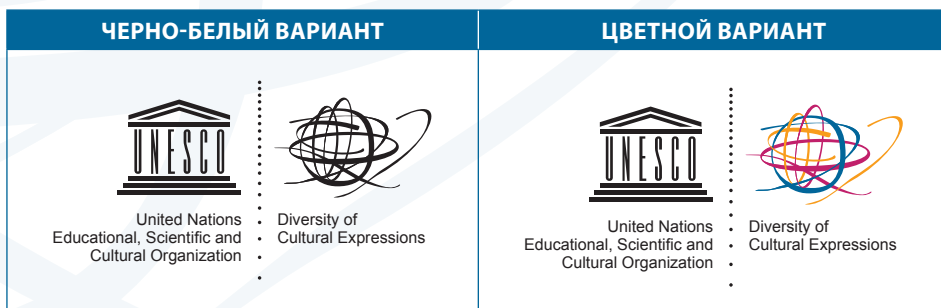 ЧЕРНО-БЕЛЫЙ ВАРИАНТ
ЦВЕТНОЙ ВАРИАНТ
UNESCO
United Nations
Educational, Scientific and
Cultural Organization
Diversity of
Cultural Expressions
UNESCO
United Nations
Educational, Scientific and
Cultural Organization
Diversity of
Cultural Expressions